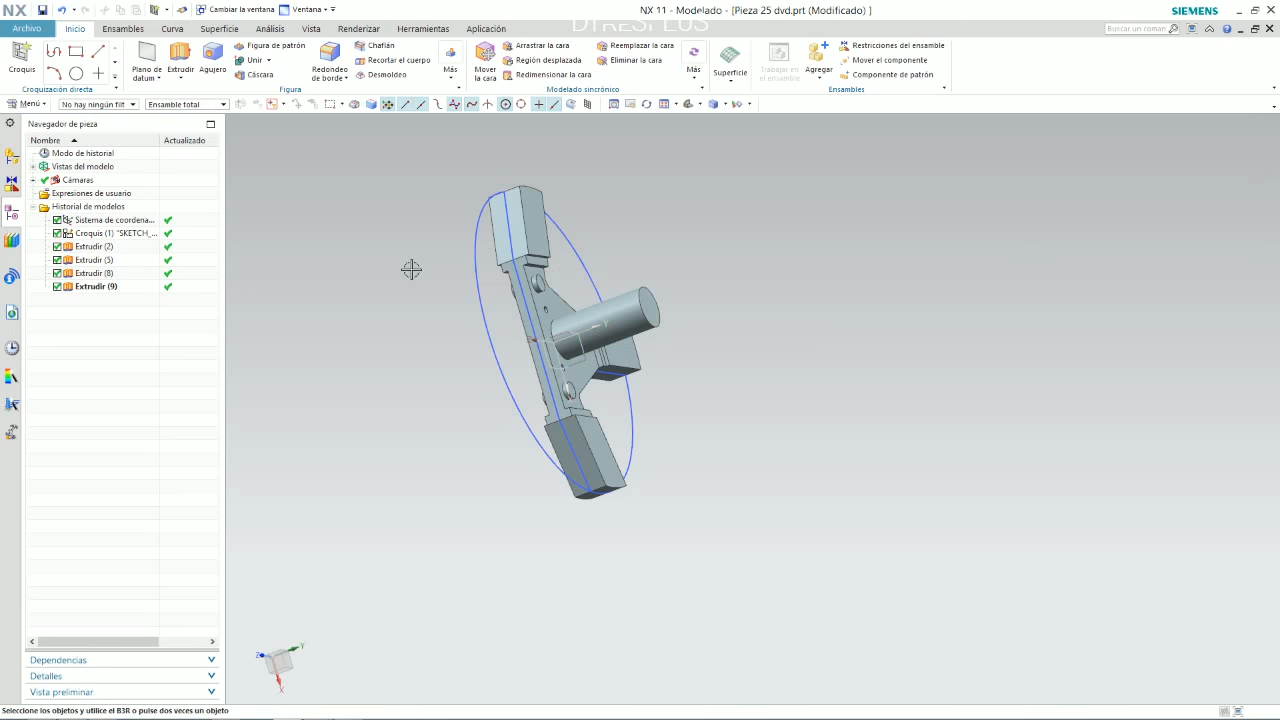 NX
Cambiar la ventana
Ventana
NX 11 - Modelado - [Pieza 25 dvd.prt (Modificado) ]
SIEMENS
DTRESPLUS
Archivo
Inicio
Ensambles
Curva
Superficie
Análisis
Vista
Renderizar
Herramientas
Aplicación
Buscar un coman
Croquis
Plano de
datum
Extrudir
Agujero
Figura de patrón
Unir
Cáscara
Redondeo
de borde
Chaflán
Recortar el cuerpo
Desmoldeo
Más
Mover
la cara
Arrastrar la cara
Región desplazada
Redimensionar la cara
Reemplazar la cara
Eliminar la cara
Más
Superficie
Trabajar en
el ensamble
Agregar
Restricciones del ensamble
Mover el componente
Componente de patrón
Croquización directa
Figura
Modelado sincrónico
Ensambles
Menú
No hay ningún filt
Ensamble total
Navegador de pieza
Nombre
Actualizado
Modo de historial
Vistas del modelo
Cámaras
Expresiones de usuario
Historial de modelos
Sistema de coordena...
Croquis (1) "SKETCH_...
Extrudir (2)
Extrudir (5)
Extrudir (8)
Extrudir (9)
Y
Z
Y
X
Dependencias
Detalles
Vista preliminar
Seleccione los objetos y utilice el B3R o pulse dos veces un objeto